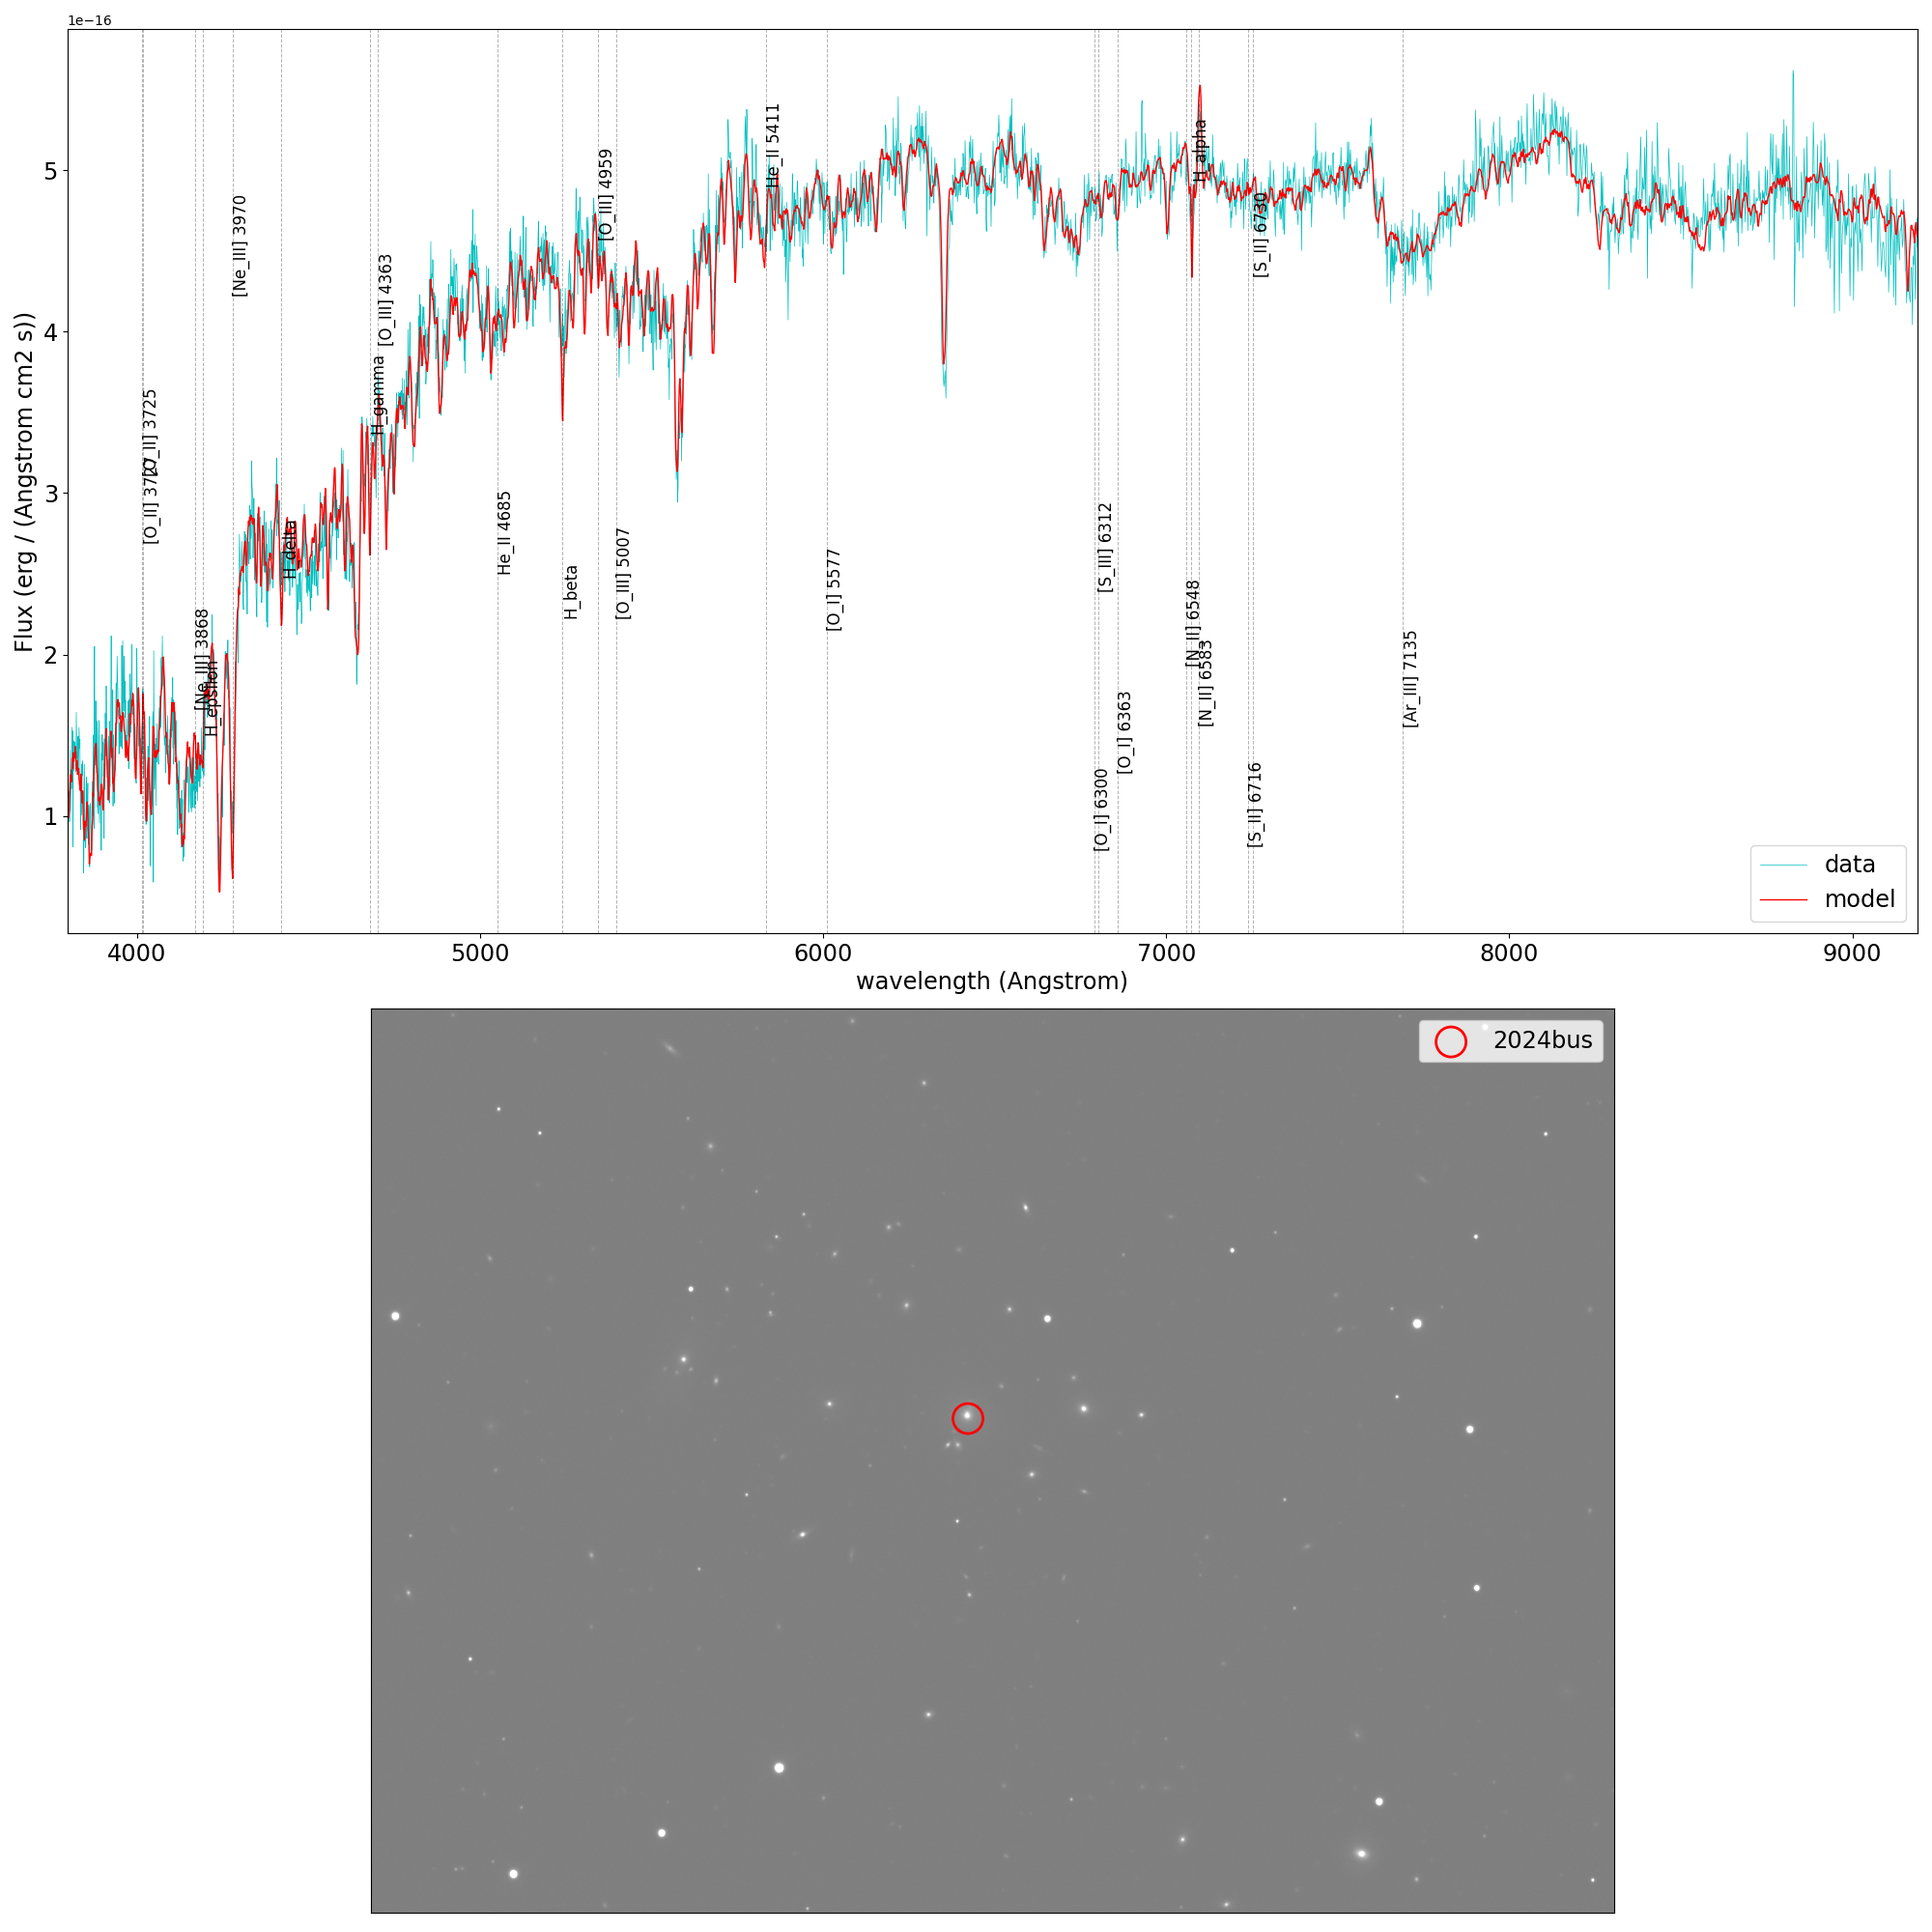 1e−16
Flux (erg / (Angstrom cm2 s))
5
4
3
2
1
[O_II] 3725
[O_II] 3727
[Ne_III] 3868
H_epsilon
[Ne_III] 3970
H_delta
H_gamma
[O_III] 4363
He_II 4685
H_beta
[O_III] 4959
[O_III] 5007
He_II 5411
[O_I] 5577
[O_I] 6300
[S_III] 6312
[O_I] 6363
[N_II] 6548
H_alpha
[N_II] 6583
[S_II] 6716
[S_II] 6730
[Ar_III] 7135
data
model
4000 5000 6000 7000 8000 9000
wavelength (Angstrom)
2024bus